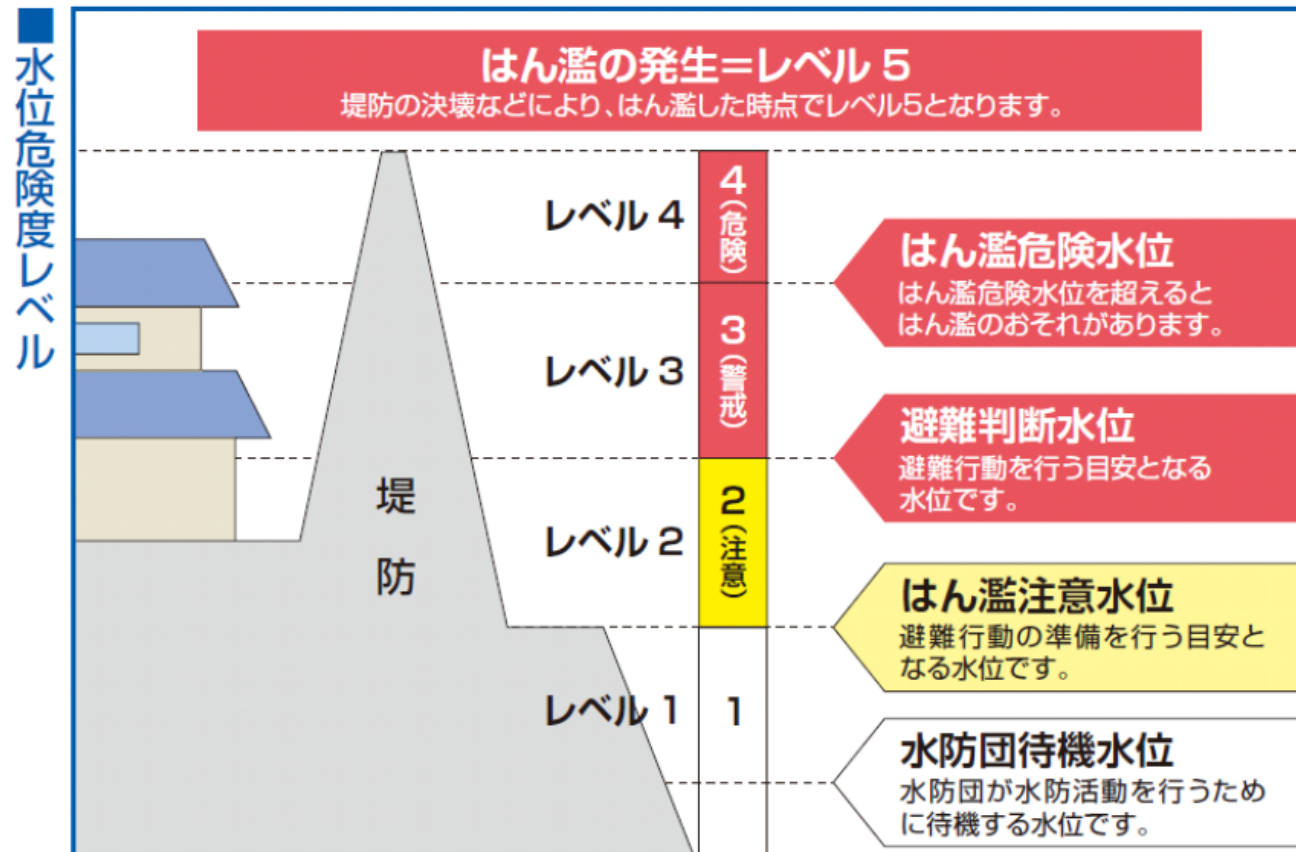 ■水位危険度レベル
はん濫の発生=レベル5
堤防の決壊などにより、はん濫した時点でレベル5となります。
レベル4
4(危険)
はん濫危険水位
はん濫危険水位を超えると
はん濫のおそれがあります。
レベル3
3(警戒)
避難判断水位
避難行動を行う目安となる
水位です。
堤防
レベル2
2(注意)
はん濫注意水位
避難行動の準備を行う目安と
なる水位です。
レベル1
1
水防団待機水位
水防団が水防活動を行うため
に待機する水位です。